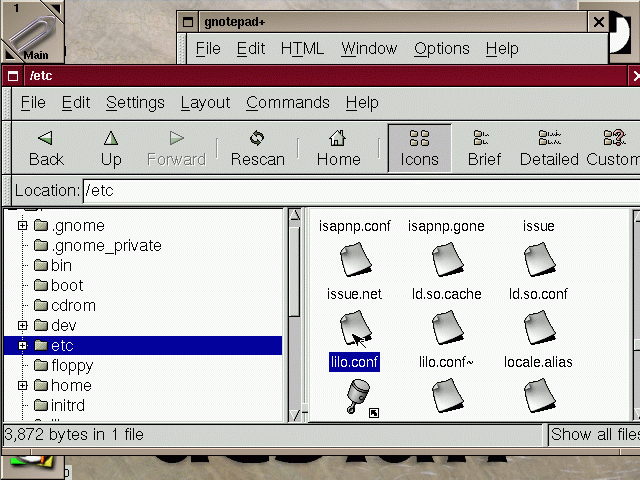 1
Main
gnotepad+
File Edit HTML Window Options Help
/etc
File Edit Settings Layout Commands Help
Back Up Forward Rescan Home Icons Brief Detailed Custom
Location: /etc
.gnome
.gnome_private
bin
boot
cdrom
dev
etc
floppy
home
initrd
isapnp.conf isapnp.gone issue
issue.net ld.so.cache ld.so.conf
lilo.conf lilo.conf~ locale.alias
3,872 bytes in 1 file
Show all files